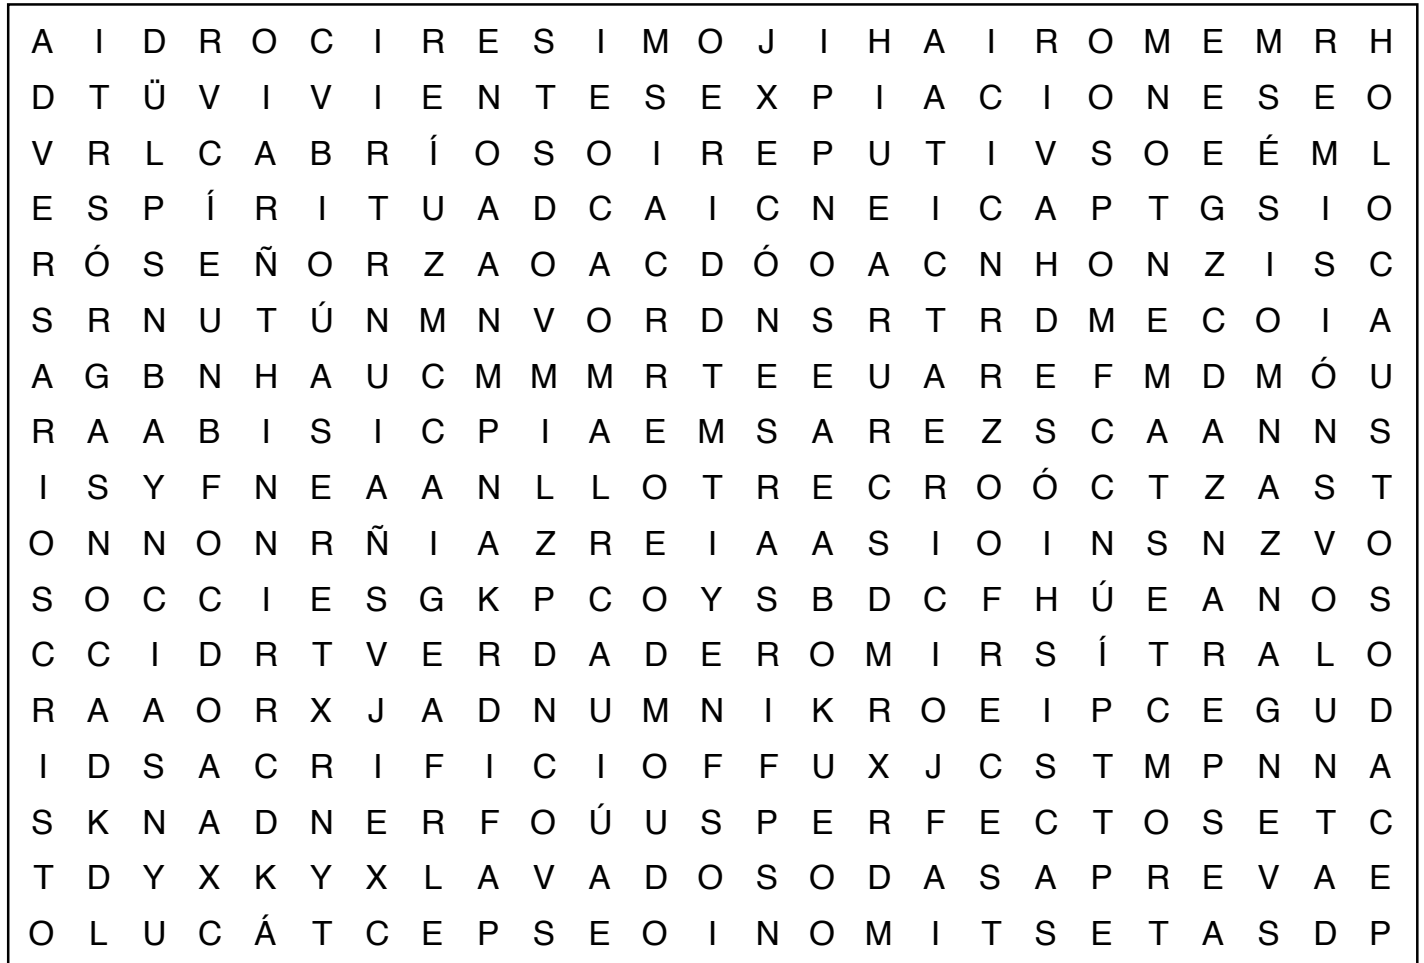 A I D R O C I R E S I M O J I H A I R O M E M R H
D T Ü V I V I E N T E S E X P I A C I O N E S E O
V R L C A B R Í O S O I R E P U T I V S O E É M L
E S P Í R I T U A D C A I C N E I C A P T G S I O
R Ó S E Ñ O R Z A O A C D Ó O A C N H O N Z I S C
S R N U T Ú N M N V O R D N S R T R D M E C O I A
A G B N H A U C M M M R T E E U A R E F M D M Ó U
R A A B I S I C P I A E M S A R E Z S C A A N N S
I S Y F N E A A N L L O T R E C R O Ó C T Z A S T
O N N O N R Ñ I A Z R E I A A S I O I N S N Z V O
S O C C I E S G K P C O Y S B D C F H Ú E A N O S
C C I D R T V E R D A D E R O M I R S Í T R A L O
R A A O R X J A D N U M N I K R O E I P C E G U D
I D S A C R I F I C I O F F U X J C S T M P N N A
S K N A D N E R F O Ú U S P E R F E C T O S E T C
T D Y X K Y X L A V A D O S O D A S A P R E V A E
O L U C Á T C E P S E O I N O M I T S E T A S D P